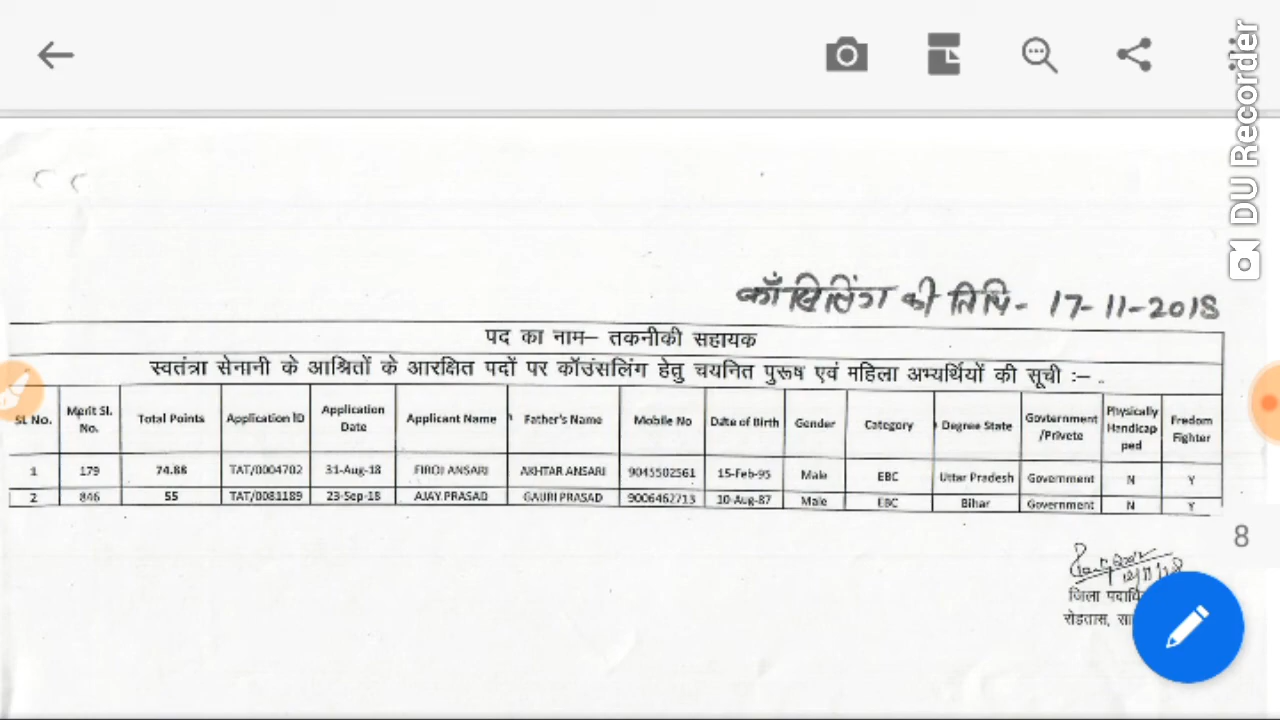 DU Recorder
काँसिलिंग की तिथि- 17-11-2018
पद का नाम– तकनीकी सहायक
स्वतंत्रा सेनानी के आश्रितों के आरक्षित पदों पर कॉउंसलिंग हेतु चयनित पुरूष एवं महिला अभ्यर्थियों की सूची :–
SL No. Merit Sl. No. Total Points Application ID Application Date Applicant Name Father's Name Mobile No Date of Birth Gender Category Degree State Govternment /Privete Physically Handicap ped Fredom Fighter
1 179 74.88 TAT/0004702 31-Aug-18 FIROJ ANSARI AKHTAR ANSARI 9045502561 15-Feb-95 Male EBC Uttar Pradesh Government N Y
2 846 55 TAT/0081189 23-Sep-18 AJAY PRASAD GAURI PRASAD 9006462713 10-Aug-87 Male EBC Bihar Government N Y
8
जिला